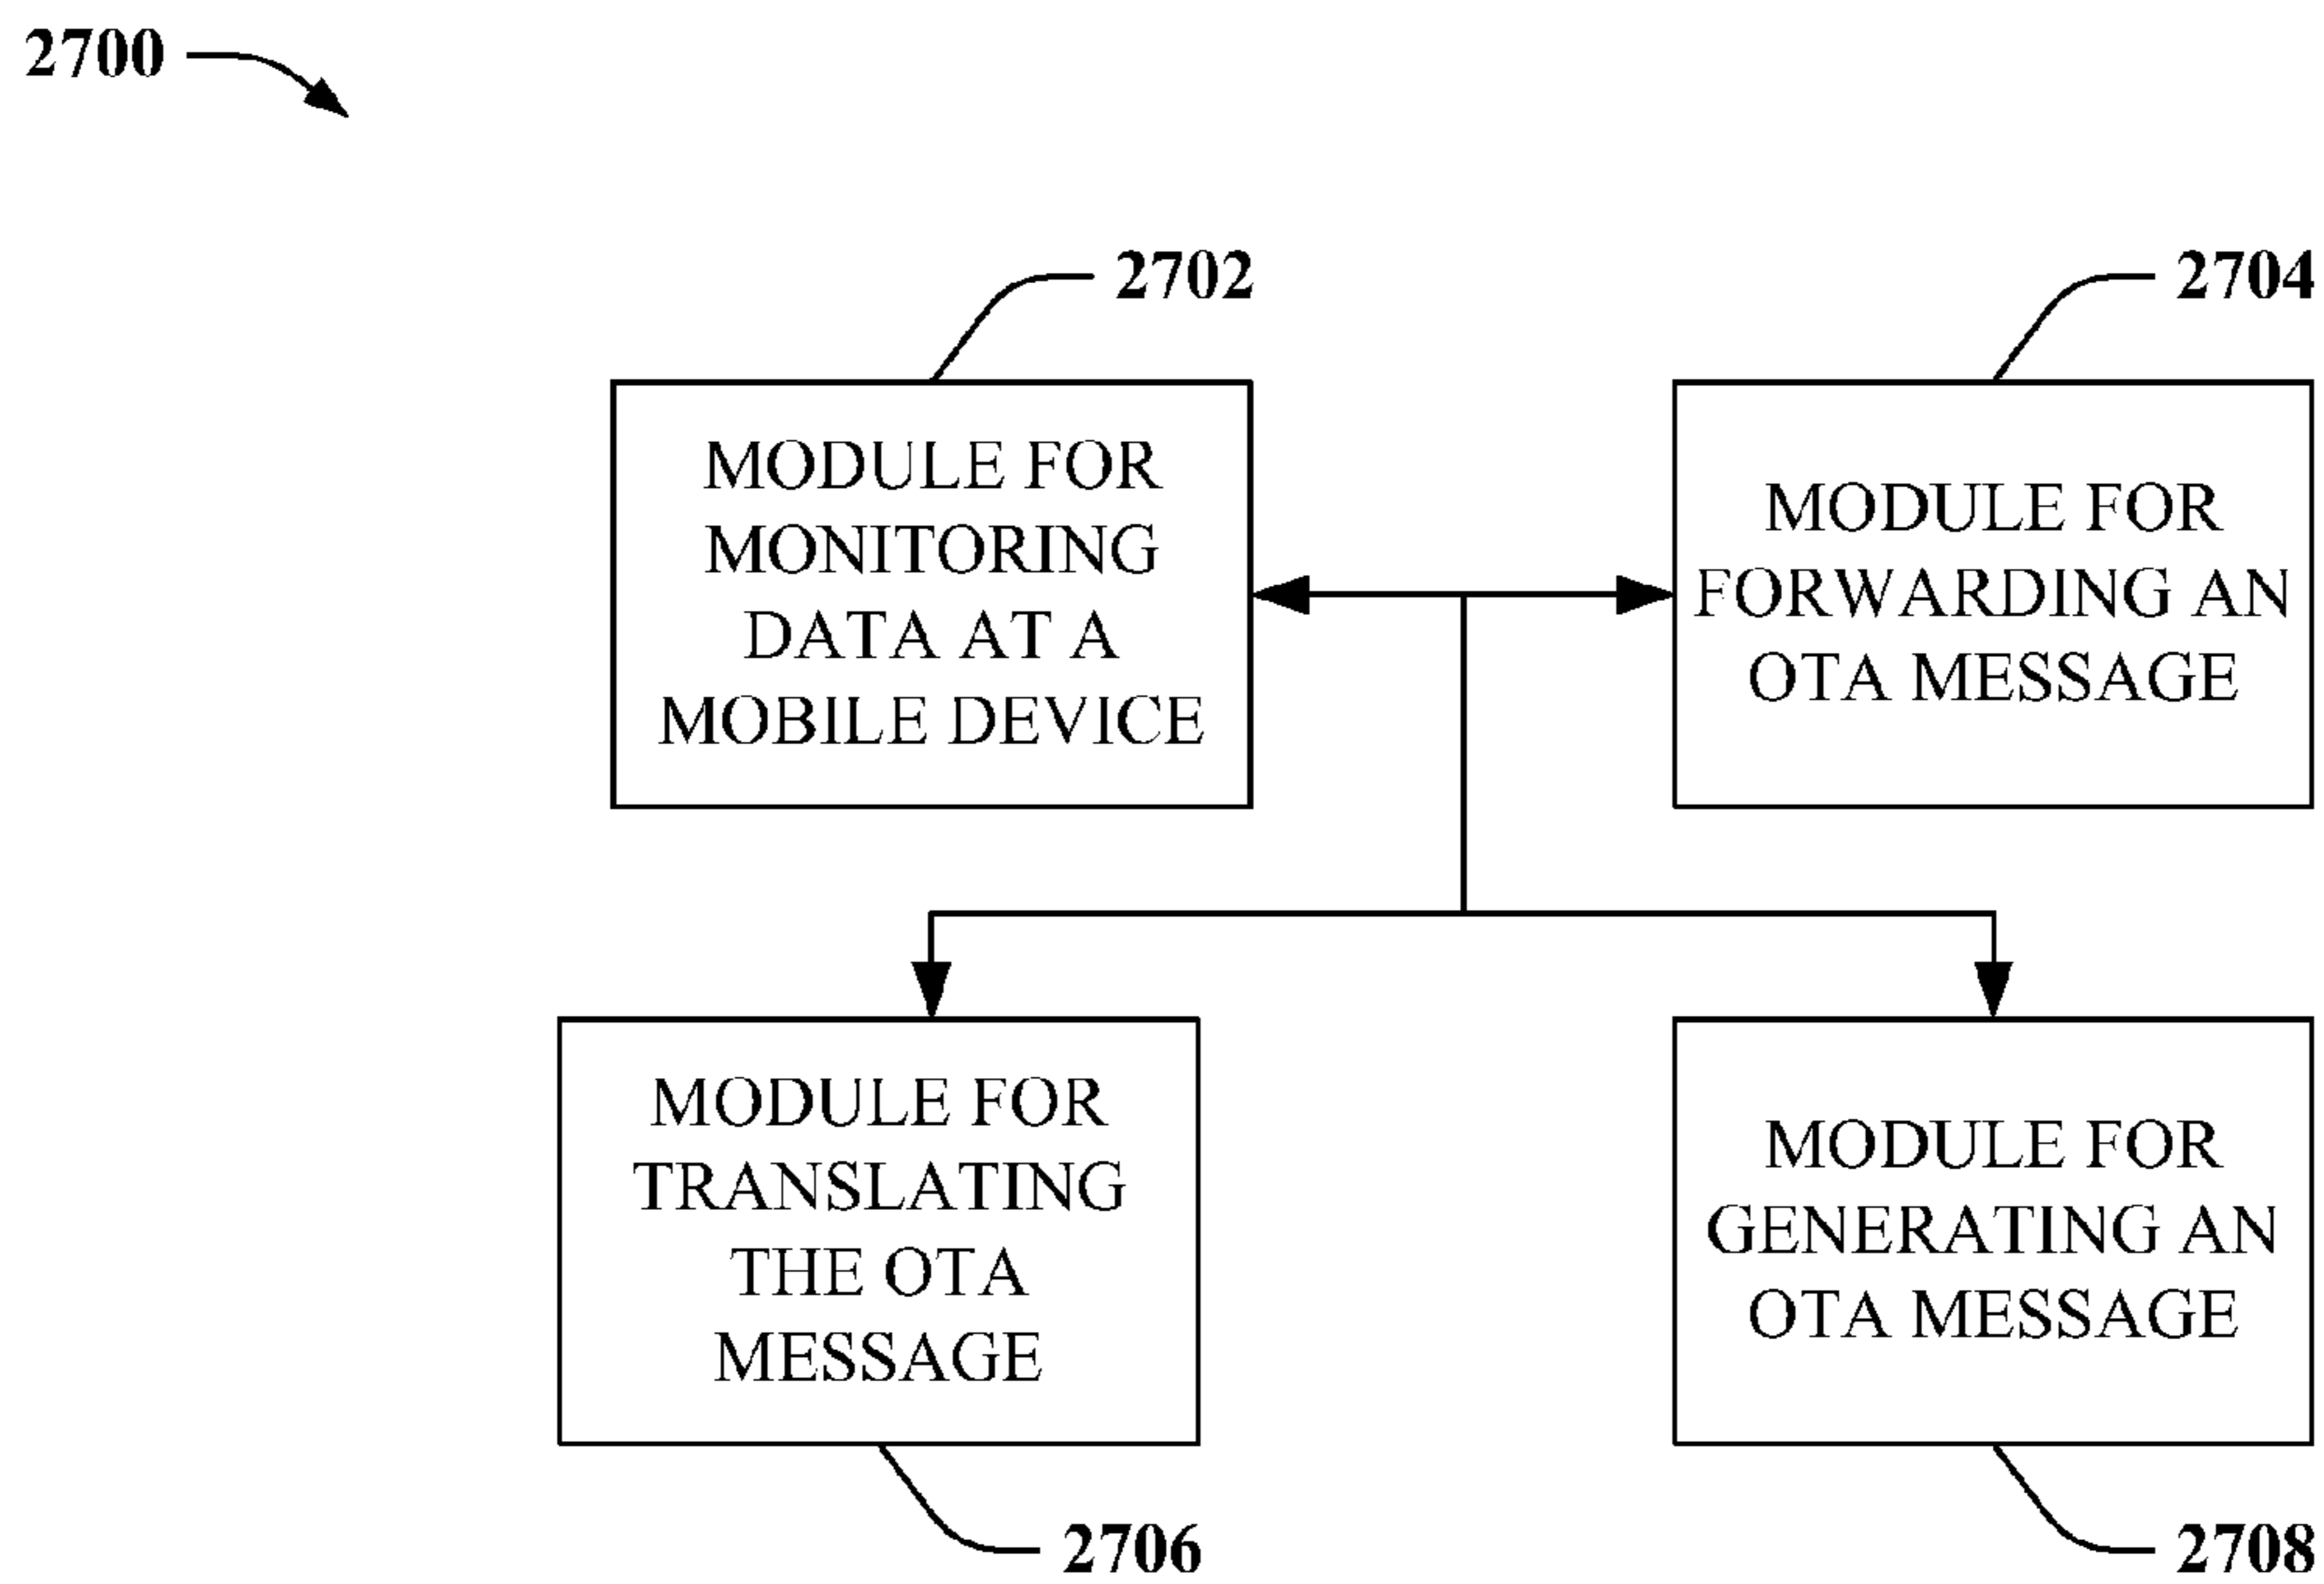 2700
2702
2704
MODULE FOR
MONITORING
DATA AT A
MOBILE DEVICE
MODULE FOR
FORWARDING AN
OTA MESSAGE
MODULE FOR
TRANSLATING
THE OTA
MESSAGE
MODULE FOR
GENERATING AN
OTA MESSAGE
2706
2708